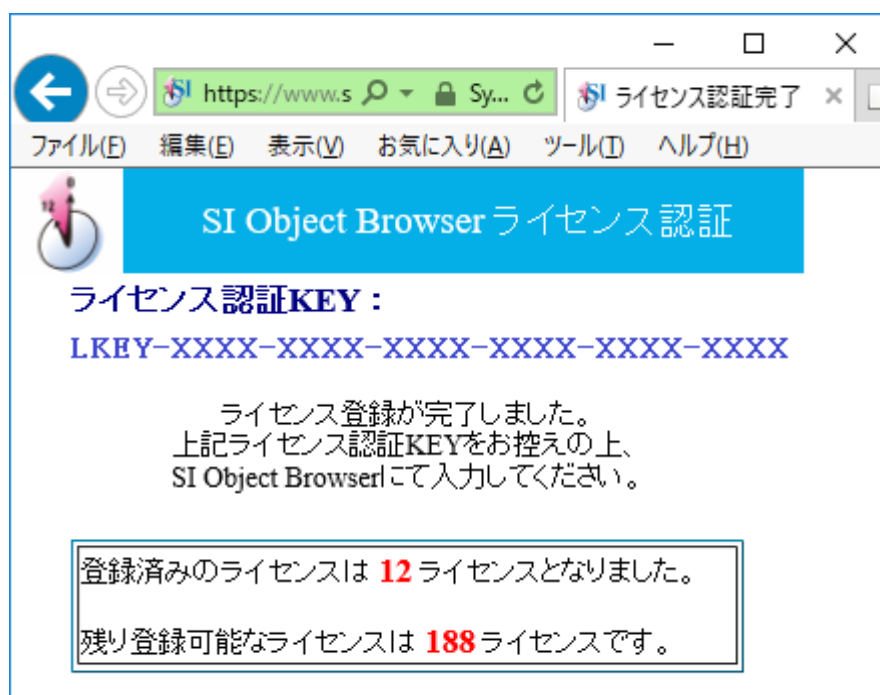 https://www.s
Sy...
ライセンス認証完了
ファイル(F) 編集(E) 表示(V) お気に入り(A) ツール(T) ヘルプ(H)
SI Object Browserライセンス認証
ライセンス認証KEY：
LKEY-XXXX-XXXX-XXXX-XXXX-XXXX-XXXX
ライセンス登録が完了しました。
上記ライセンス認証KEYをお控えの上、
SI Object Browserにて入力してください。
登録済みのライセンスは 12 ライセンスとなりました。
残り登録可能なライセンスは 188 ライセンスです。